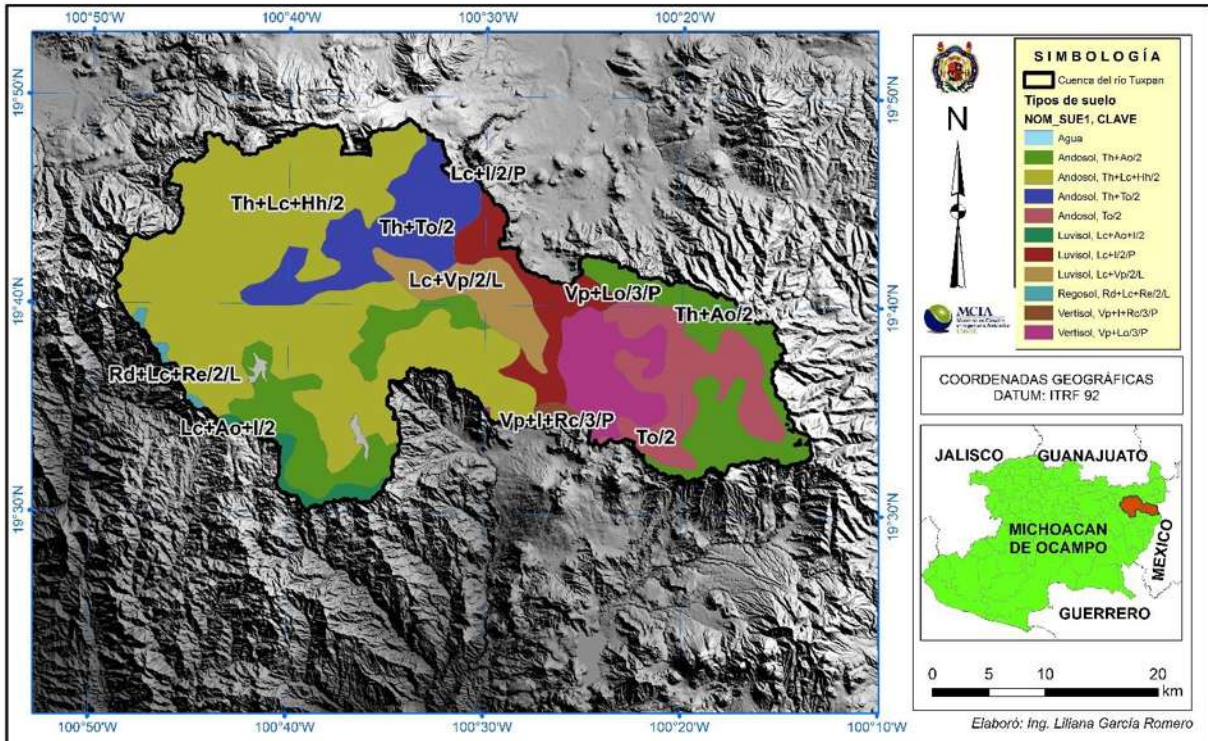 100°50'W 100°40'W 100°30'W 100°20'W
19°50'N 19°50'N
19°40'N 19°40'N
19°30'N 19°30'N
100°50'W 100°40'W 100°30'W 100°20'W 100°10'W
Th+Lc+Hh/2
Lc+I/2/P
Th+To/2
Lc+Vp/2/L
Vp+Lo/3/P
Th+Ao/2
Rd+Lc+Re/2/L
Lc+Ao+I/2
Vp+I+Rc/3/P
To/2
N
MCIA
SIMBOLOGÍA
Cuenca del río Tuxpan
Tipos de suelo
NOM_SUE1, CLAVE
Agua
Andosol, Th+Ao/2
Andosol, Th+Lc+Hh/2
Andosol, Th+To/2
Andosol, To/2
Luvisol, Lc+Ao+I/2
Luvisol, Lc+I/2/P
Luvisol, Lc+Vp/2/L
Regosol, Rd+Lc+Re/2/L
Vertisol, Vp+I+Rc/3/P
Vertisol, Vp+Lo/3/P
COORDENADAS GEOGRÁFICAS
DATUM: ITRF 92
JALISCO GUANAJUATO
MICHOACAN
DE OCAMPO
MEXICO
GUERRERO
0 5 10 20
km
Elaboró: Ing. Liliana García Romero